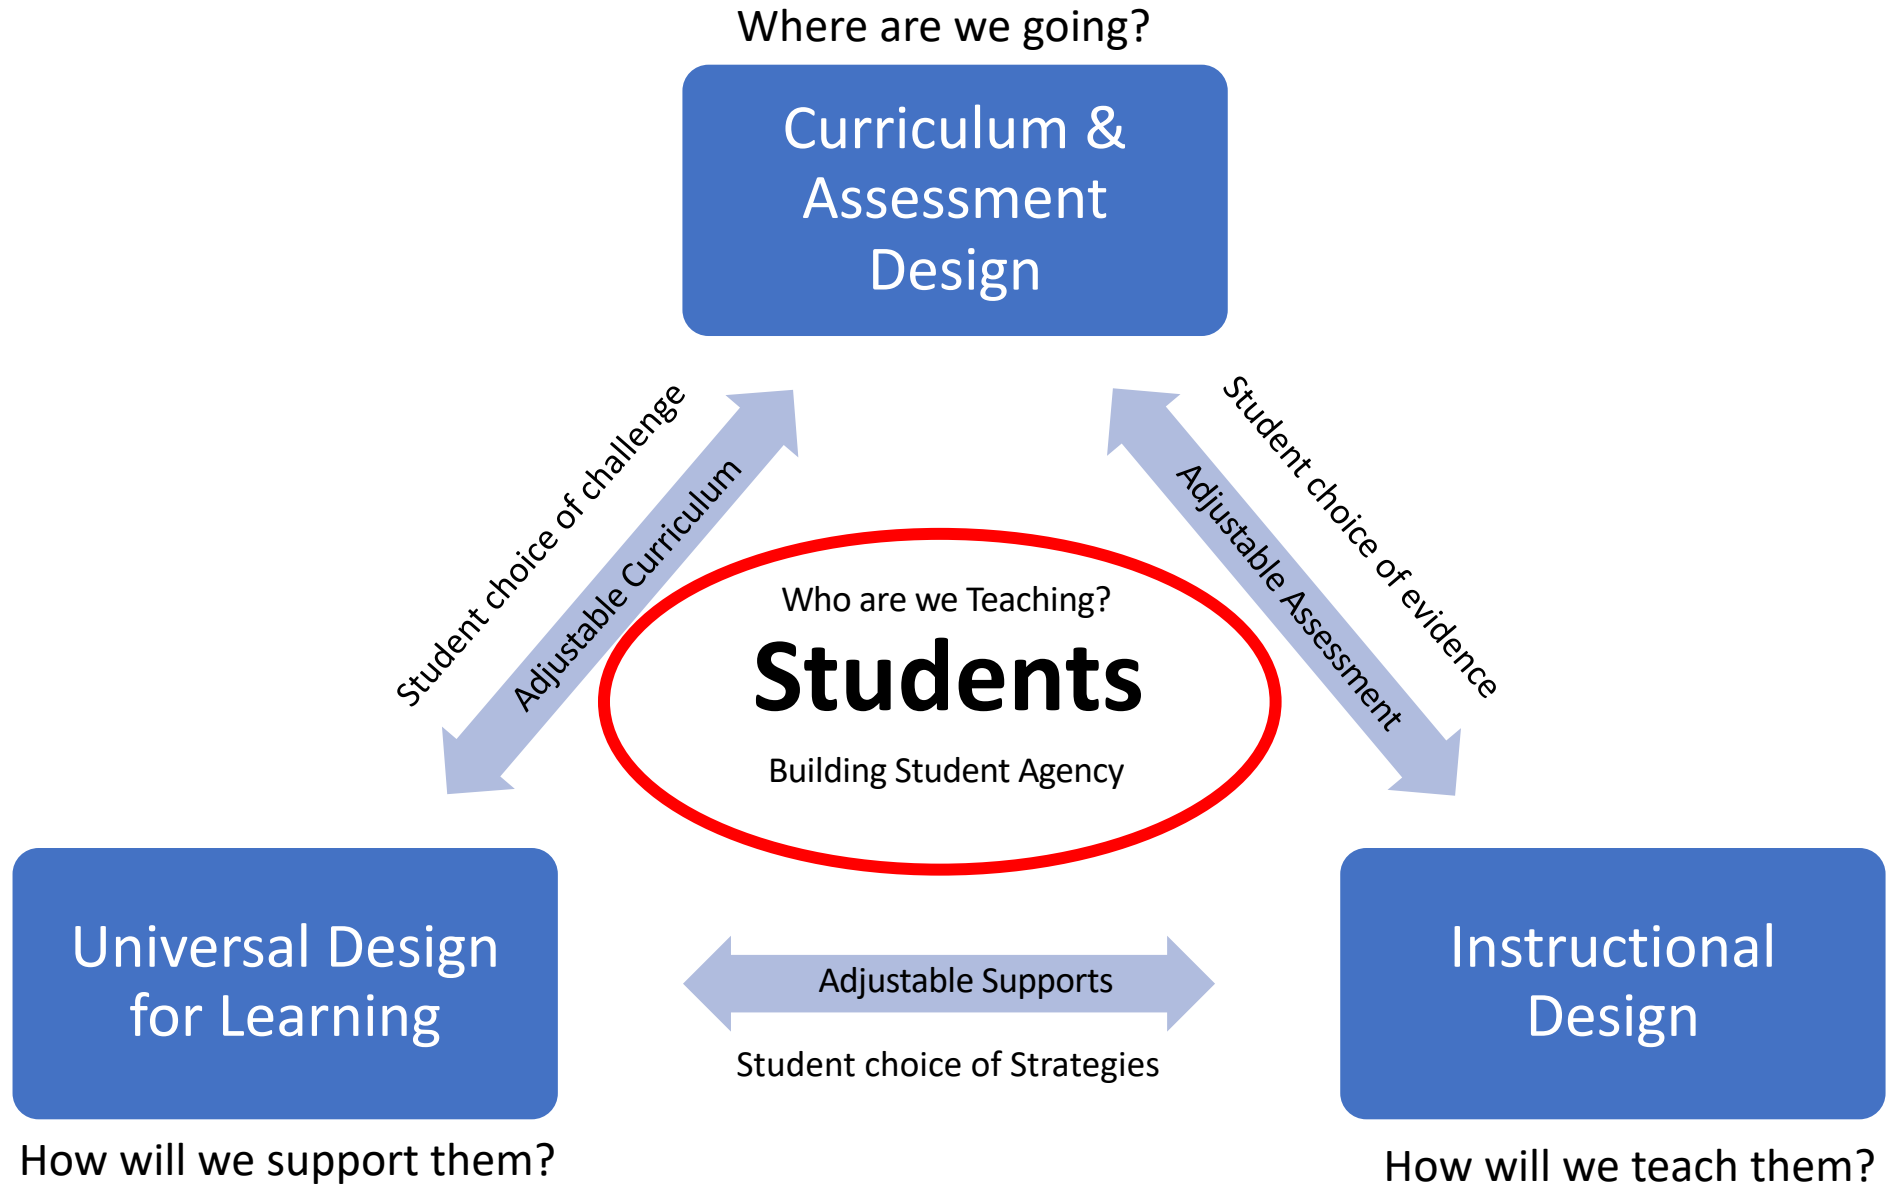 Where are we going?
Curriculum &
Assessment
Design
Student choice of challenge
Adjustable Curriculum
Adjustable Assessment
Student choice of evidence
Who are we Teaching?
Students
Building Student Agency
Universal Design
for Learning
Adjustable Supports
Student choice of Strategies
Instructional
Design
How will we support them?
How will we teach them?